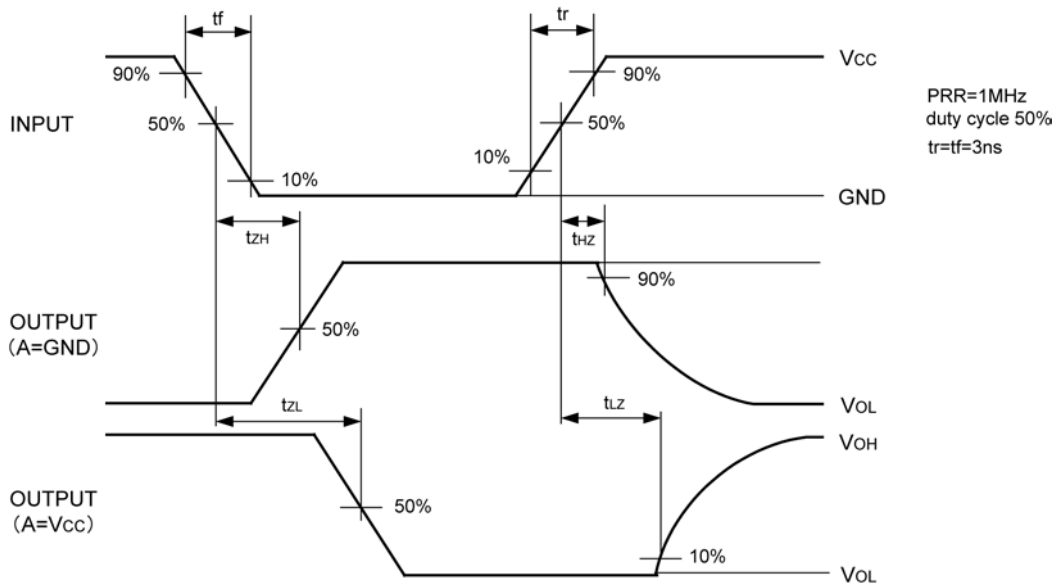 tf
tr
90%
90%
VCC
PRR=1MHz
duty cycle 50%
tr=tf=3ns
INPUT
50%
50%
10%
10%
GND
tZH
tHZ
90%
OUTPUT
(A=GND)
50%
VOL
tZL
tLZ
VOH
OUTPUT
(A=VCC)
50%
10%
VOL